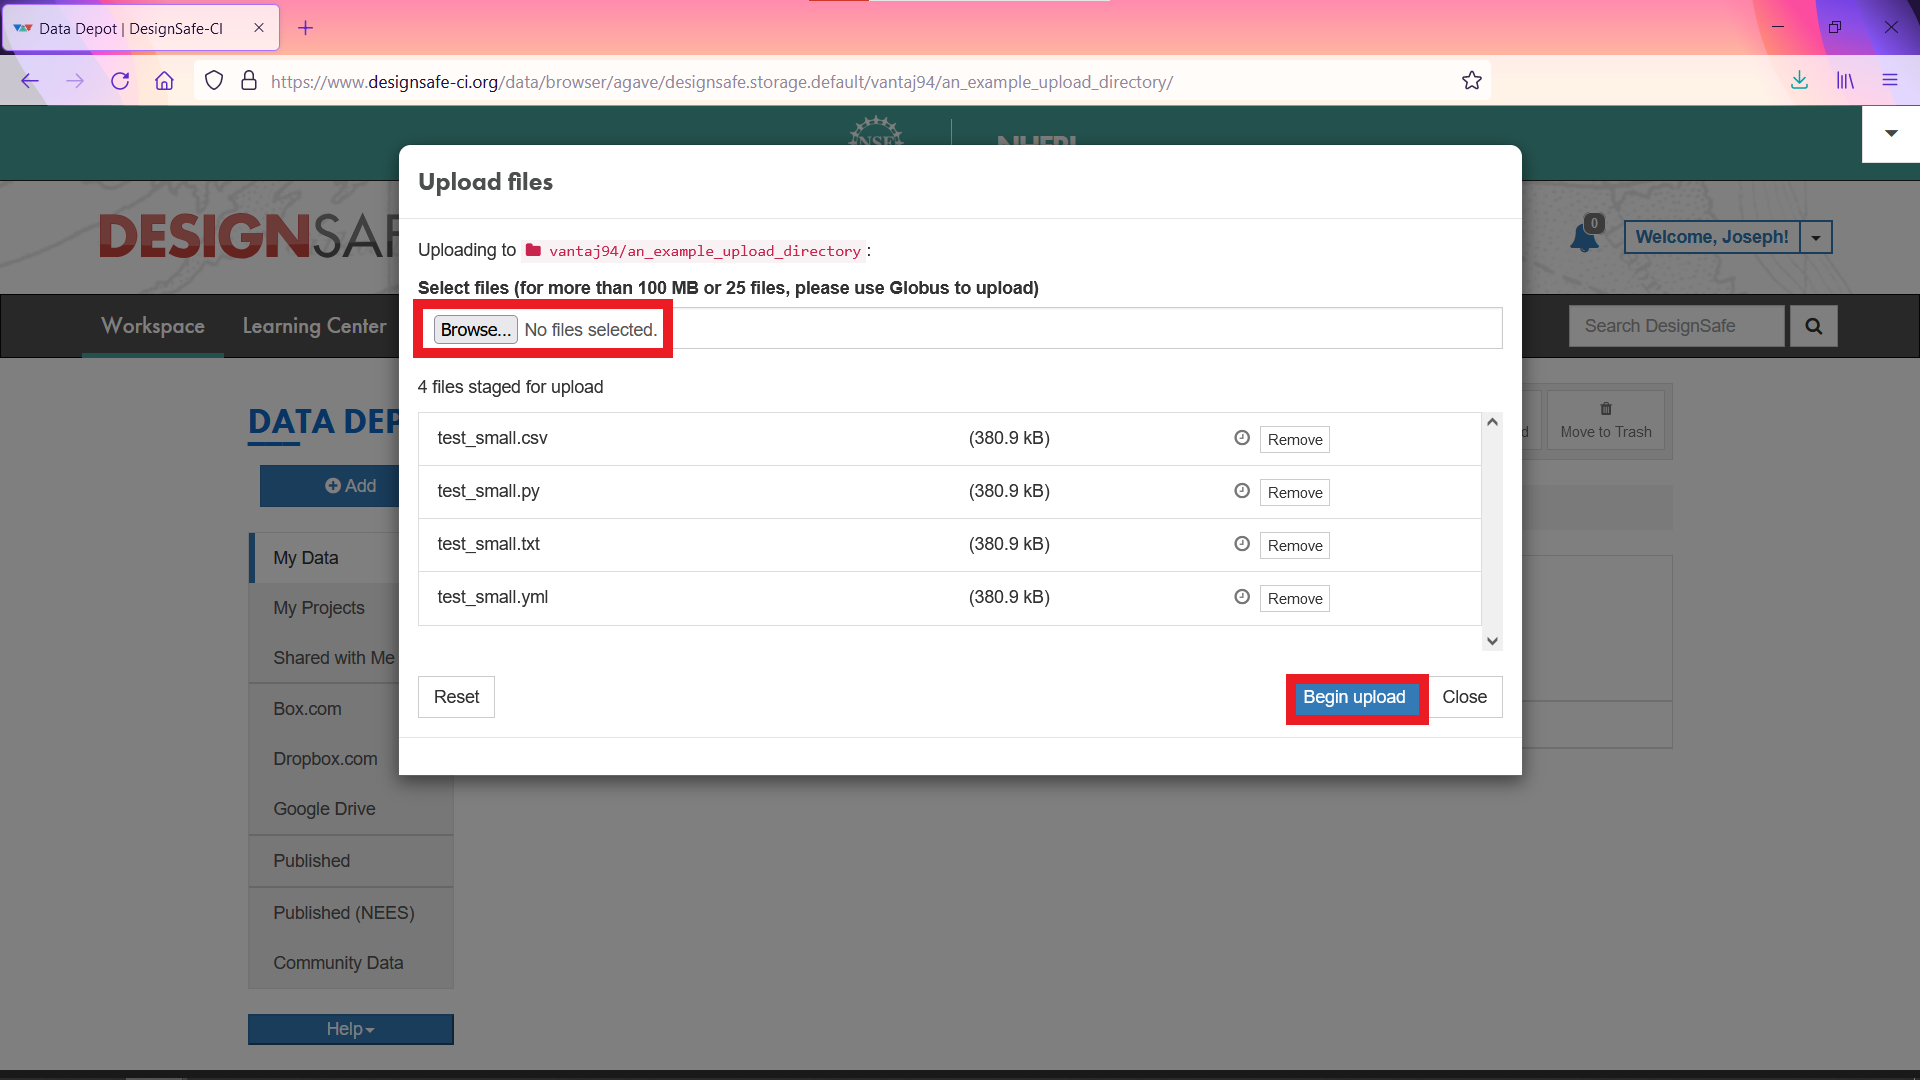 Data Depot | DesignSafe-CI
https://www.designsafe-ci.org/data/browser/agave/designsafe.storage.default/vantaj94/an_example_upload_directory/
NSF
NHERI
DESIGNSAF
0
Welcome, Joseph!
Workspace
Learning Center
Search DesignSafe
Upload files
Uploading to vantaj94/an_example_upload_directory :
Select files (for more than 100 MB or 25 files, please use Globus to upload)
Browse... No files selected.
4 files staged for upload
test_small.csv (380.9 kB) Remove
test_small.py (380.9 kB) Remove
test_small.txt (380.9 kB) Remove
test_small.yml (380.9 kB) Remove
Reset
Begin upload
Close
DATA DEP
Add
d
Move to Trash
My Data
My Projects
Shared with Me
Box.com
Dropbox.com
Google Drive
Published
Published (NEES)
Community Data
Help